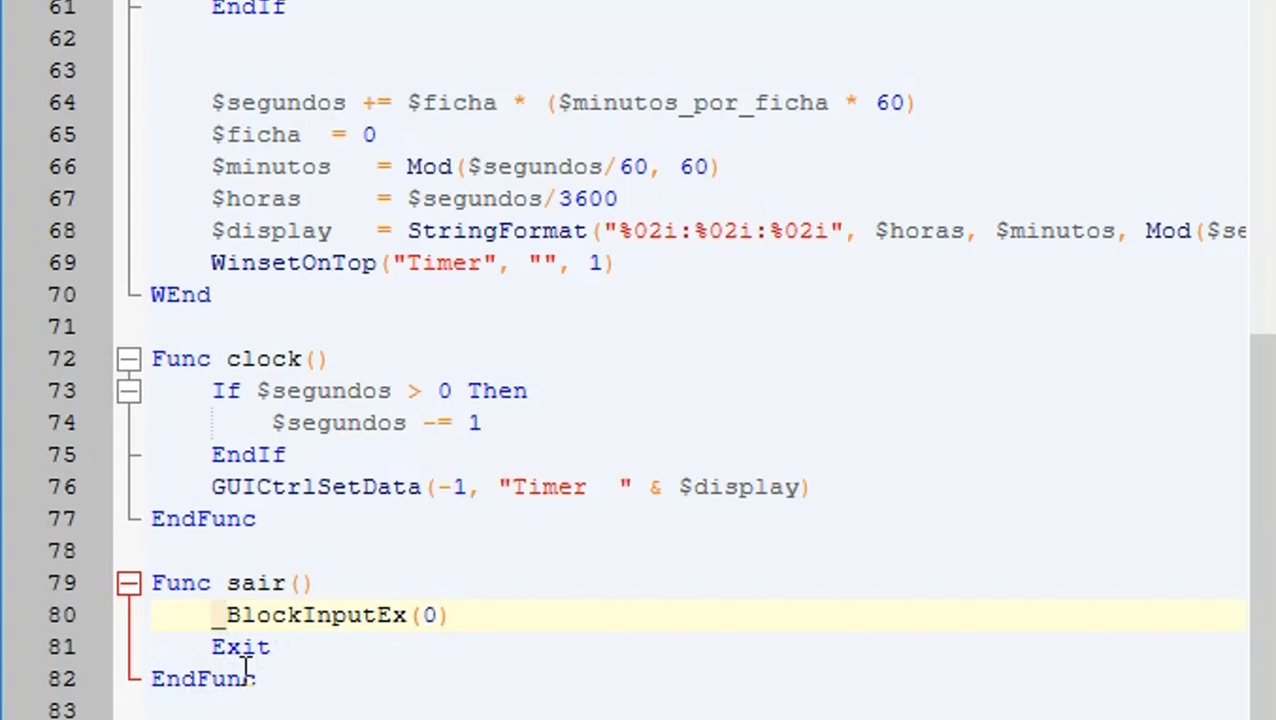 61 EndIf
62
63
64 $segundos += $ficha * ($minutos_por_ficha * 60)
65 $ficha = 0
66 $minutos = Mod($segundos/60, 60)
67 $horas = $segundos/3600
68 $display = StringFormat("%02i:%02i:%02i", $horas, $minutos, Mod($se
69 WinsetOnTop("Timer", "", 1)
70 WEnd
71
72 Func clock()
73 If $segundos > 0 Then
74 $segundos -= 1
75 EndIf
76 GUICtrlSetData(-1, "Timer  " & $display)
77 EndFunc
78
79 Func sair()
80 _BlockInputEx(0)
81 Exit
82 EndFunc
83